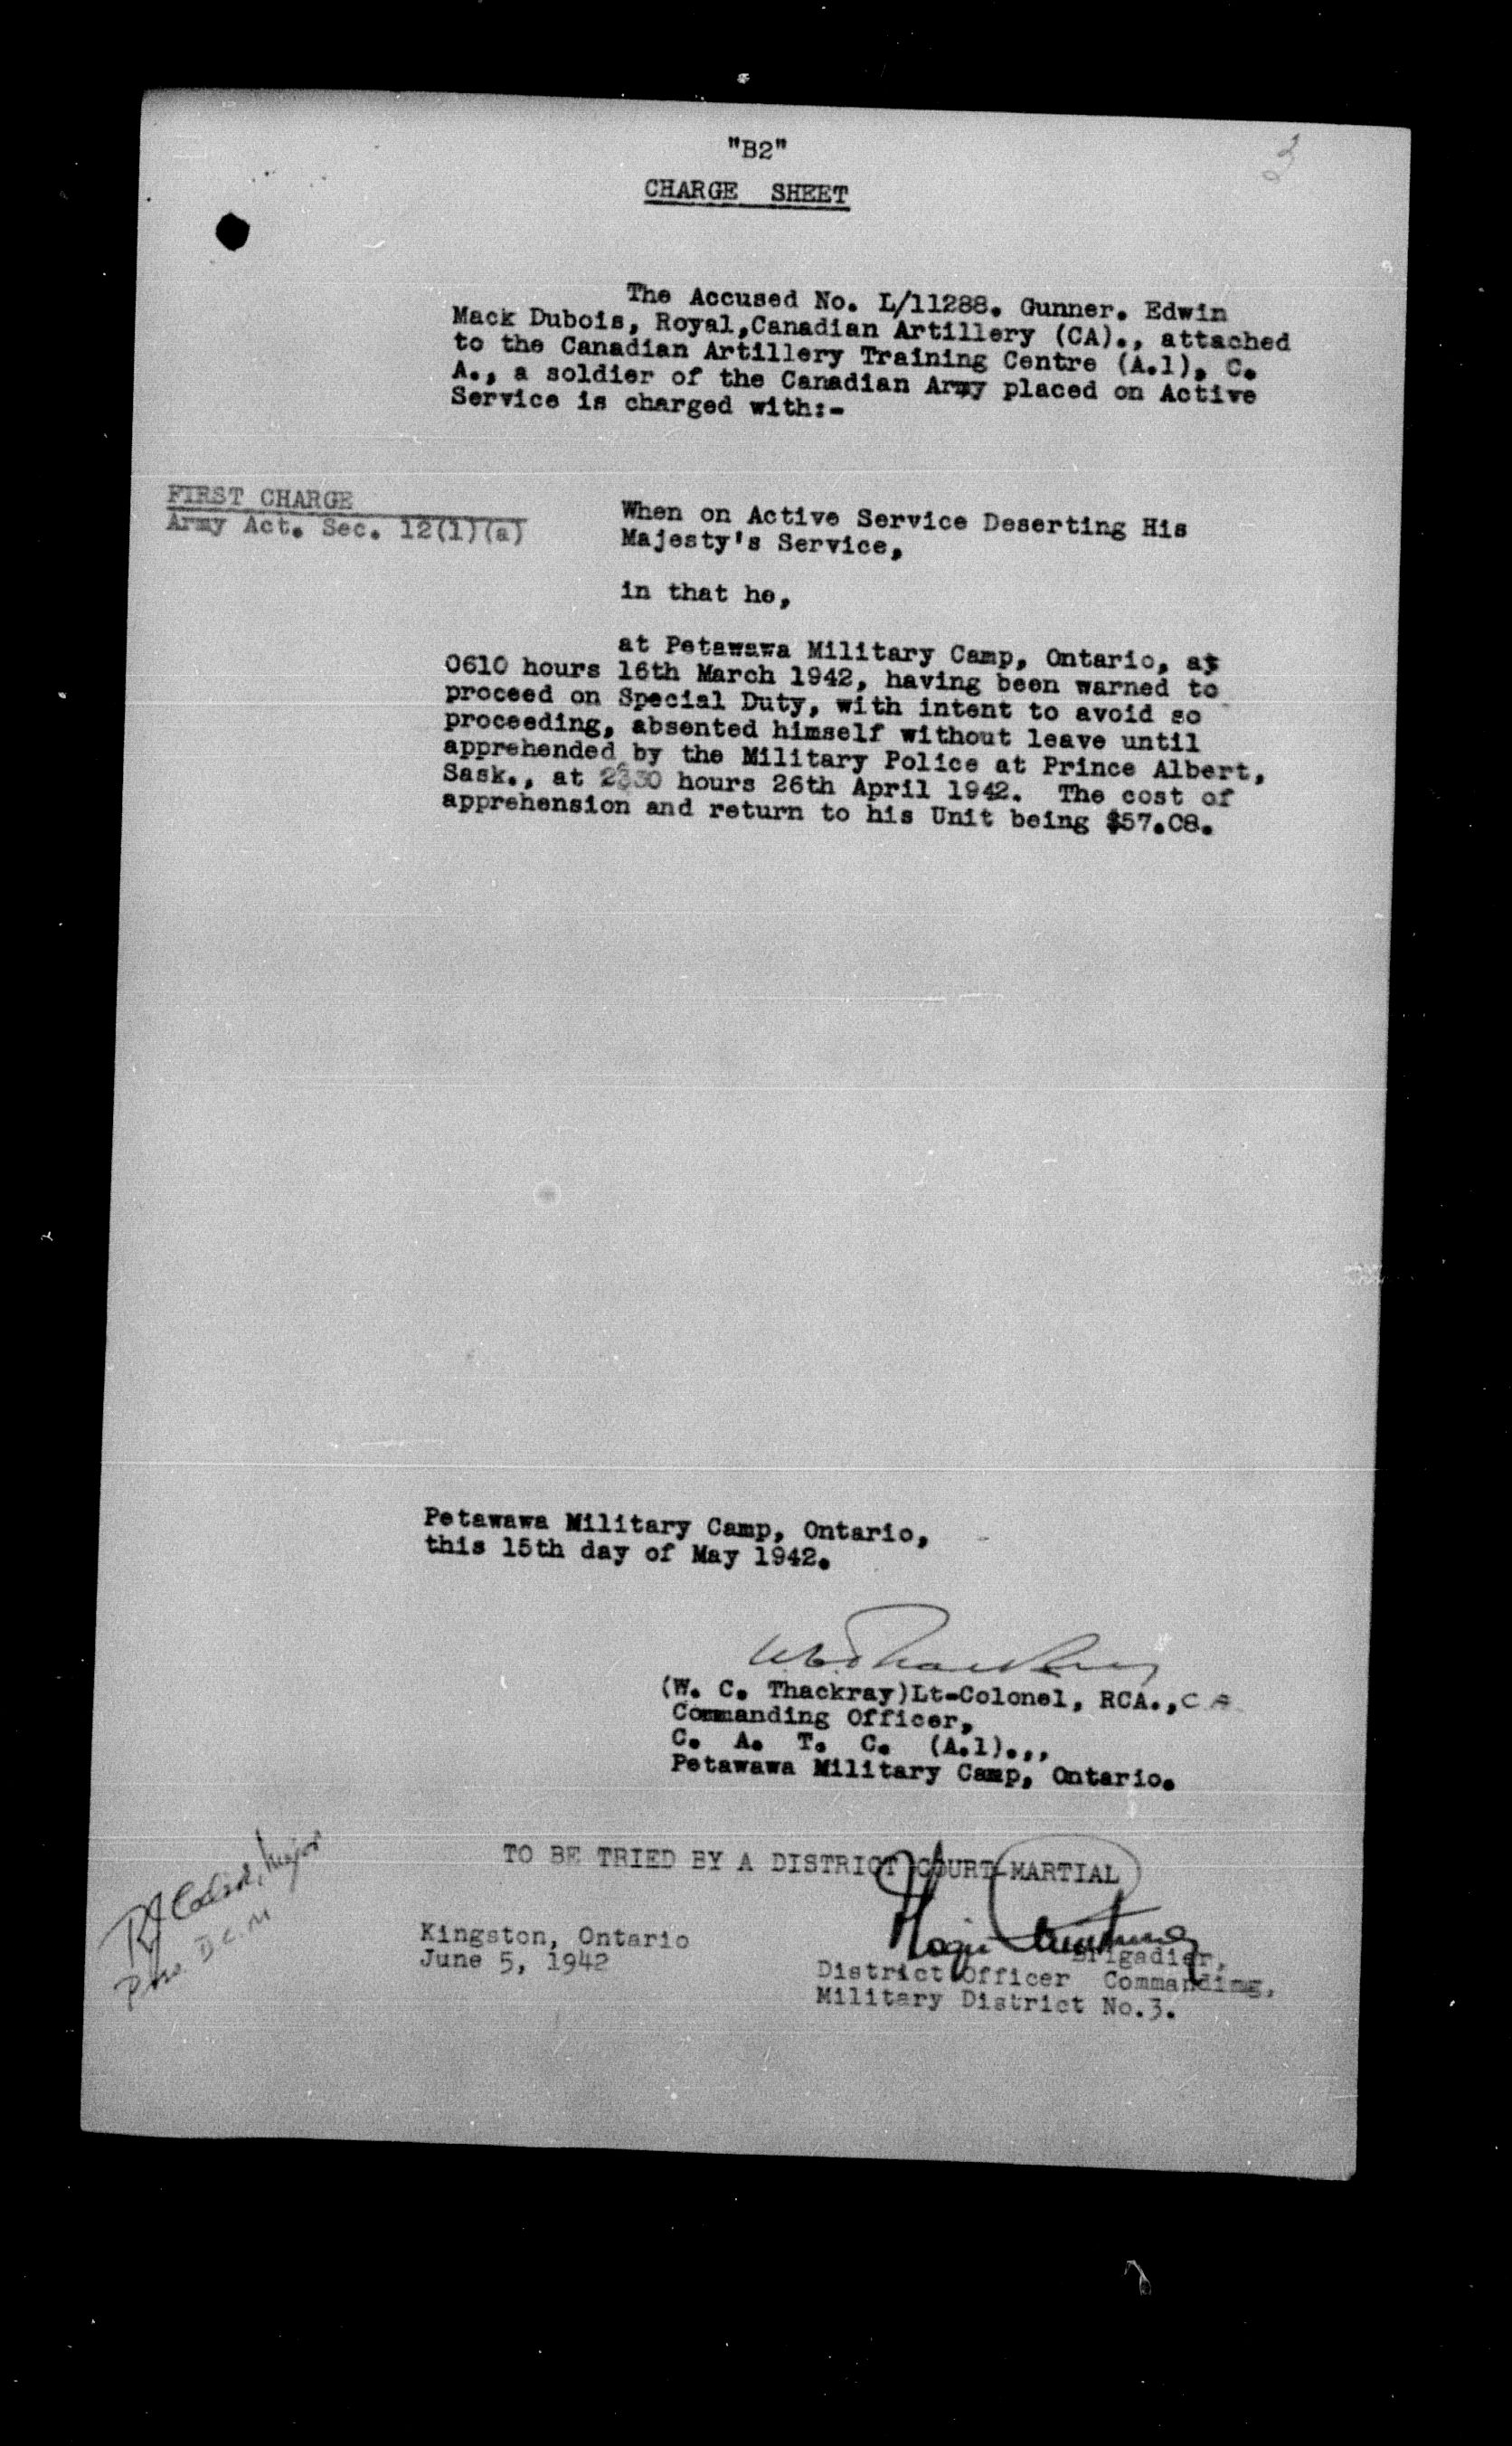 "B2"
3
CHARGE SHEET
The Accused No. L/11288. Gunner. Edwin
Mack Dubois, Royal,Canadian Artillery (CA)., attached
to the Canadian Artillery Training Centre (A.1), C.
A., a soldier of the Canadian Army placed on Active
Service is charged with:-
FIRST CHARGE
Army Act. Sec. 12(1)(a)
When on Active Service Deserting His
Majesty's Service,
in that he,
at Petawawa Military Camp, Ontario, at
0610 hours 16th March 1942, having been warned to
proceed on Special Duty, with intent to avoid so
proceeding, absented himself without leave until
apprehended by the Military Police at Prince Albert,
Sask., at 2330 hours 26th April 1942. The cost of
apprehension and return to his Unit being $57.08.
Petawawa Military Camp, Ontario,
this 15th day of May 1942.
(W. C. Thackray)Lt-Colonel, RCA.,CA
Commanding Officer,
C. A. T. C. (A.1).,,
Petawawa Military Camp, Ontario.
TO BE TRIED BY A DISTRICT COURT-MARTIAL
Major
D.C.M
Kingston, Ontario
June 5, 1942
Brigadier,
District Officer Commanding,
Military District No.3.